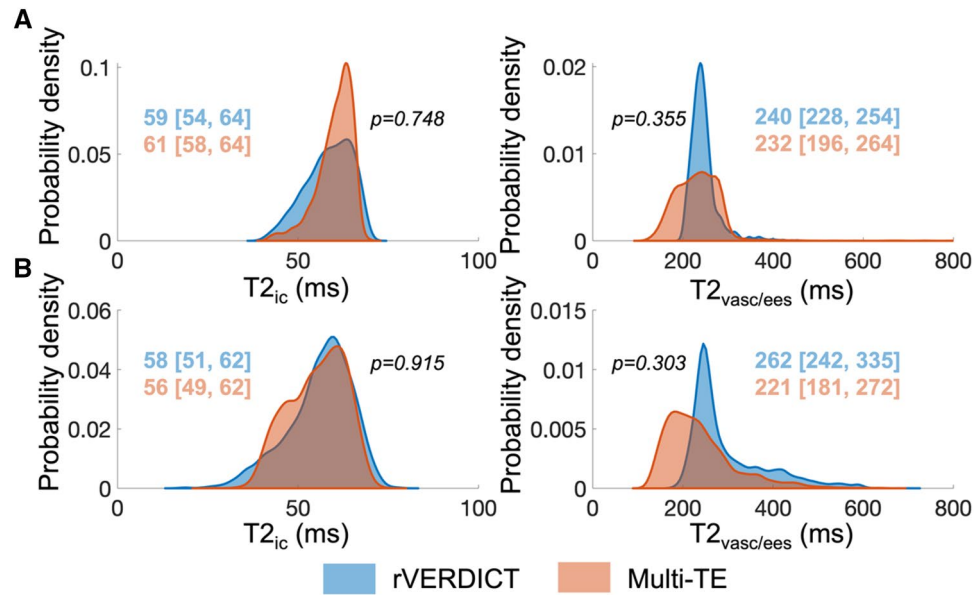 A
Probability density
0.1
0.05
0
59 [54, 64]
61 [58, 64]
p=0.748
0
50
100
T2ic (ms)
Probability density
0.02
0.01
0
p=0.355
240 [228, 254]
232 [196, 264]
0
200
400
600
800
T2vasc/ees (ms)
B
Probability density
0.06
0.04
0.02
0
58 [51, 62]
56 [49, 62]
p=0.915
0
50
100
T2ic (ms)
Probability density
0.015
0.01
0.005
0
p=0.303
262 [242, 335]
221 [181, 272]
0
200
400
600
800
T2vasc/ees (ms)
rVERDICT
Multi-TE